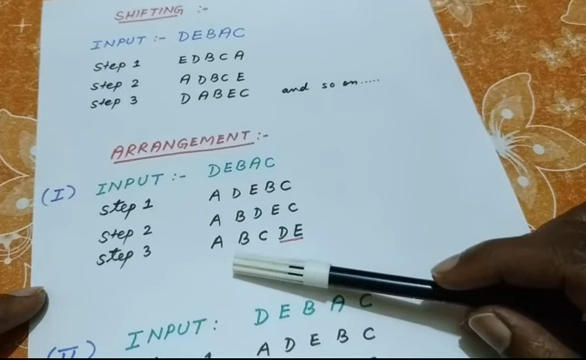 SHIFTING :-
INPUT :- DEBAC
Step 1 EDBCA
Step 2 ADBCE
Step 3 DABEC and so on.....
ARRANGEMENT :-
(I) INPUT :- DEBAC
Step 1 ADEBC
Step 2 ABDEC
Step 3 ABCDE
(II) INPUT : DEBAC
ADEBC